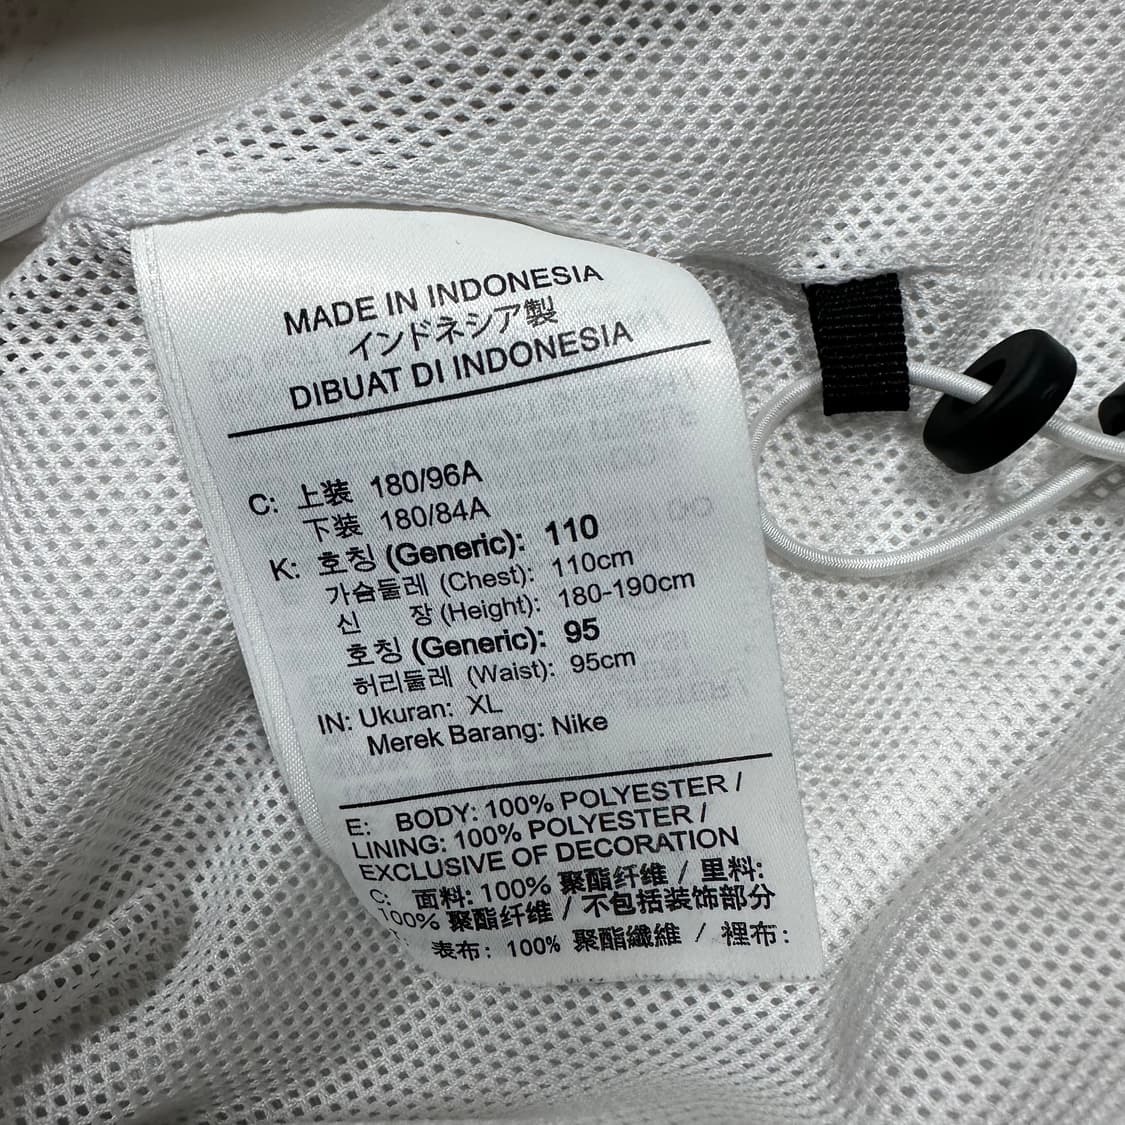 MADE IN INDONESIA
インドネシア製
DIBUAT DI INDONESIA
C: 上装 180/96A
下装 180/84A
K: 호칭 (Generic): 110
가슴둘레 (Chest): 110cm
신 장 (Height): 180-190cm
호칭 (Generic): 95
허리둘레 (Waist): 95cm
IN: Ukuran: XL
Merek Barang: Nike
E: BODY: 100% POLYESTER /
LINING: 100% POLYESTER /
EXCLUSIVE OF DECORATION
C: 面料: 100% 聚酯纤维 / 里料:
100% 聚酯纤维 / 不包括装饰部分
表布: 100% 聚酯纖維 / 裡布: